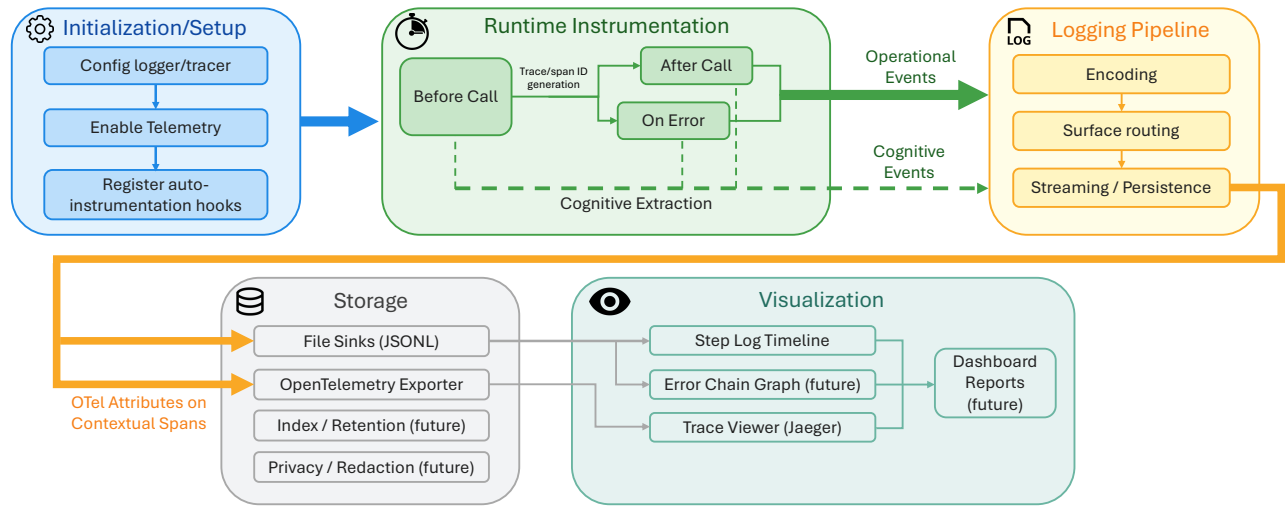 Initialization/Setup
Config logger/tracer
Enable Telemetry
Register auto-
instrumentation hooks
Runtime Instrumentation
Before Call
Trace/span ID
generation
After Call
On Error
Cognitive Extraction
Operational
Events
Cognitive
Events
LOG
Logging Pipeline
Encoding
Surface routing
Streaming / Persistence
Storage
File Sinks (JSONL)
OpenTelemetry Exporter
Index / Retention (future)
Privacy / Redaction (future)
OTel Attributes on
Contextual Spans
Visualization
Step Log Timeline
Error Chain Graph (future)
Trace Viewer (Jaeger)
Dashboard
Reports
(future)